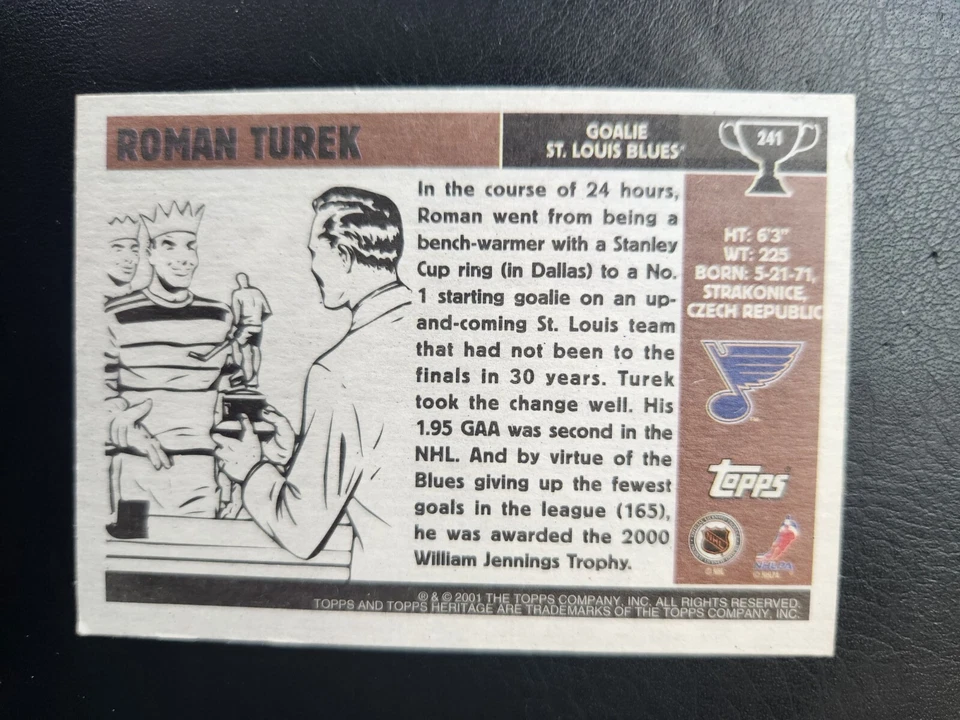 ROMAN TUREK
GOALIE
ST. LOUIS BLUES
241
In the course of 24 hours,
Roman went from being a
bench-warmer with a Stanley
Cup ring (in Dallas) to a No.
1 starting goalie on an up-
and-coming St. Louis team
that had not been to the
finals in 30 years. Turek
took the change well. His
1.95 GAA was second in the
NHL. And by virtue of the
Blues giving up the fewest
goals in the league (165),
he was awarded the 2000
William Jennings Trophy.
HT: 6'3"
WT: 225
BORN: 5-21-71,
STRAKONICE,
CZECH REPUBLIC
topps
NHL
NHLPA
® & © 2001 THE TOPPS COMPANY, INC. ALL RIGHTS RESERVED.
TOPPS AND TOPPS HERITAGE ARE TRADEMARKS OF THE TOPPS COMPANY, INC.